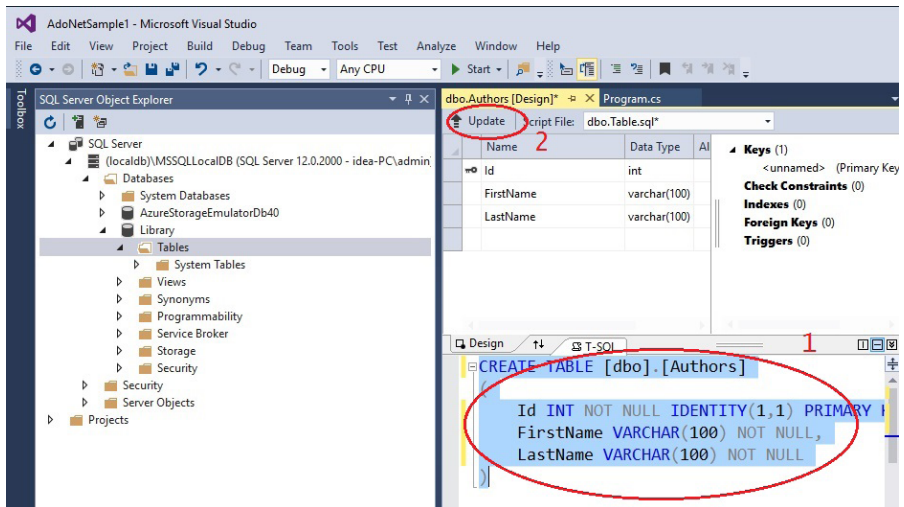 AdoNetSample1 - Microsoft Visual Studio
File Edit View Project Build Debug Team Tools Test Analyze Window Help
Debug Any CPU Start
Toolbox
SQL Server Object Explorer
SQL Server
(localdb)\MSSQLLocalDB (SQL Server 12.0.2000 - idea-PC\admin
Databases
System Databases
AzureStorageEmulatorDb40
Library
Tables
System Tables
Views
Synonyms
Programmability
Service Broker
Storage
Security
Security
Server Objects
Projects
dbo.Authors [Design]* Program.cs
Update Script File: dbo.Table.sql*
2
Name Data Type Al
Id int
FirstName varchar(100)
LastName varchar(100)
Keys (1)
<unnamed> (Primary Key
Check Constraints (0)
Indexes (0)
Foreign Keys (0)
Triggers (0)
1
Design T-SQL
CREATE TABLE [dbo].[Authors]
(
Id INT NOT NULL IDENTITY(1,1) PRIMARY K
FirstName VARCHAR(100) NOT NULL,
LastName VARCHAR(100) NOT NULL
)